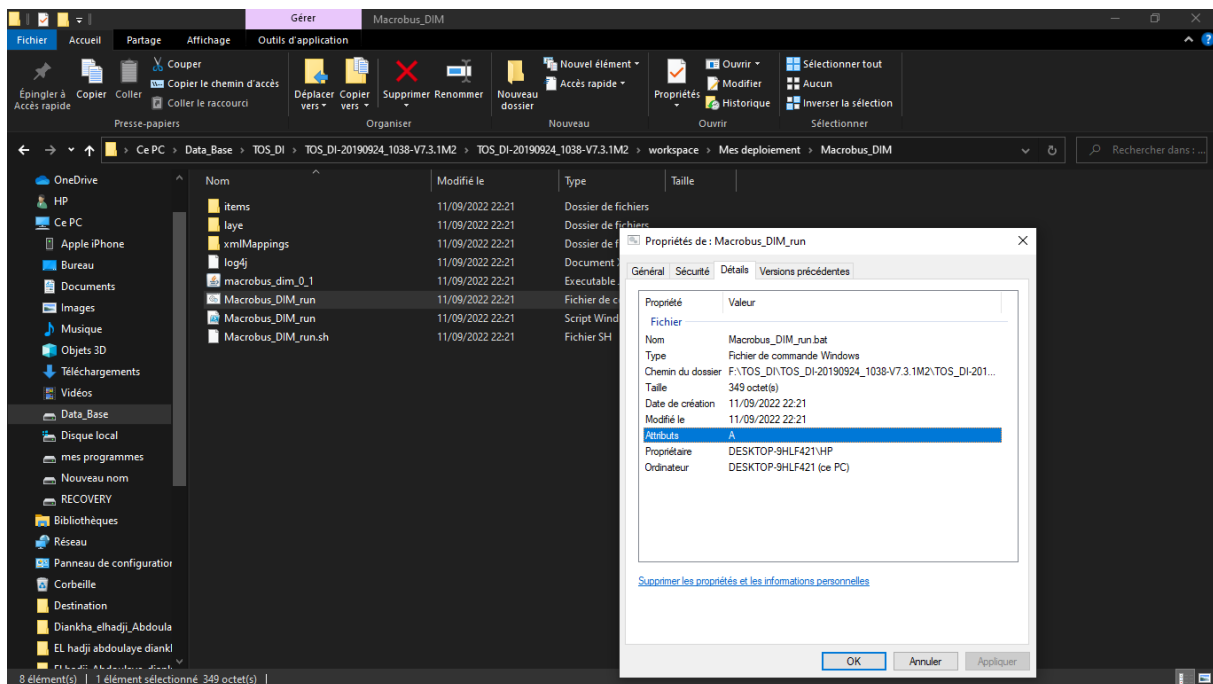 Gérer Macrobus_DIM
Fichier Accueil Partage Affichage Outils d'application
Épingler à Accès rapide
Copier
Coller
Couper
Copier le chemin d'accès
Coller le raccourci
Déplacer vers
Copier vers
Supprimer
Renommer
Nouveau dossier
Nouvel élément
Accès rapide
Propriétés
Ouvrir
Modifier
Historique
Sélectionner tout
Aucun
Inverser la sélection
Presse-papiers Organiser Nouveau Ouvrir Sélectionner
Ce PC Data_Base TOS_DI TOS_DI-20190924_1038-V7.3.1M2 TOS_DI-20190924_1038-V7.3.1M2 workspace Mes deploiement Macrobus_DIM
Rechercher dans : ...
OneDrive
HP
Ce PC
Apple iPhone
Bureau
Documents
Images
Musique
Objets 3D
Téléchargements
Vidéos
Data_Base
Disque local
mes programmes
Nouveau nom
RECOVERY
Bibliothèques
Réseau
Panneau de configuration
Corbeille
Destination
Diankha_elhadji_Abdoula
EL hadji abdoulaye diankl
Nom Modifié le Type Taille
items 11/09/2022 22:21 Dossier de fichiers
laye 11/09/2022 22:21 Dossier de fichiers
xmlMappings 11/09/2022 22:21 Dossier de f
log4j 11/09/2022 22:21 Document
macrobus_dim_0_1 11/09/2022 22:21 Executable
Macrobus_DIM_run 11/09/2022 22:21 Fichier de c
Macrobus_DIM_run 11/09/2022 22:21 Script Wind
Macrobus_DIM_run.sh 11/09/2022 22:21 Fichier SH
Propriétés de : Macrobus_DIM_run
Général Sécurité Détails Versions précédentes
Propriété Valeur
Fichier
Nom Macrobus_DIM_run.bat
Type Fichier de commande Windows
Chemin du dossier F:\TOS_DI\TOS_DI-20190924_1038-V7.3.1M2\TOS_DI-201...
Taille 349 octet(s)
Date de création 11/09/2022 22:21
Modifié le 11/09/2022 22:21
Attributs A
Propriétaire DESKTOP-9HLF421\HP
Ordinateur DESKTOP-9HLF421 (ce PC)
Supprimer les propriétés et les informations personnelles
OK Annuler Appliquer
8 élément(s) 1 élément sélectionné 349 octet(s)